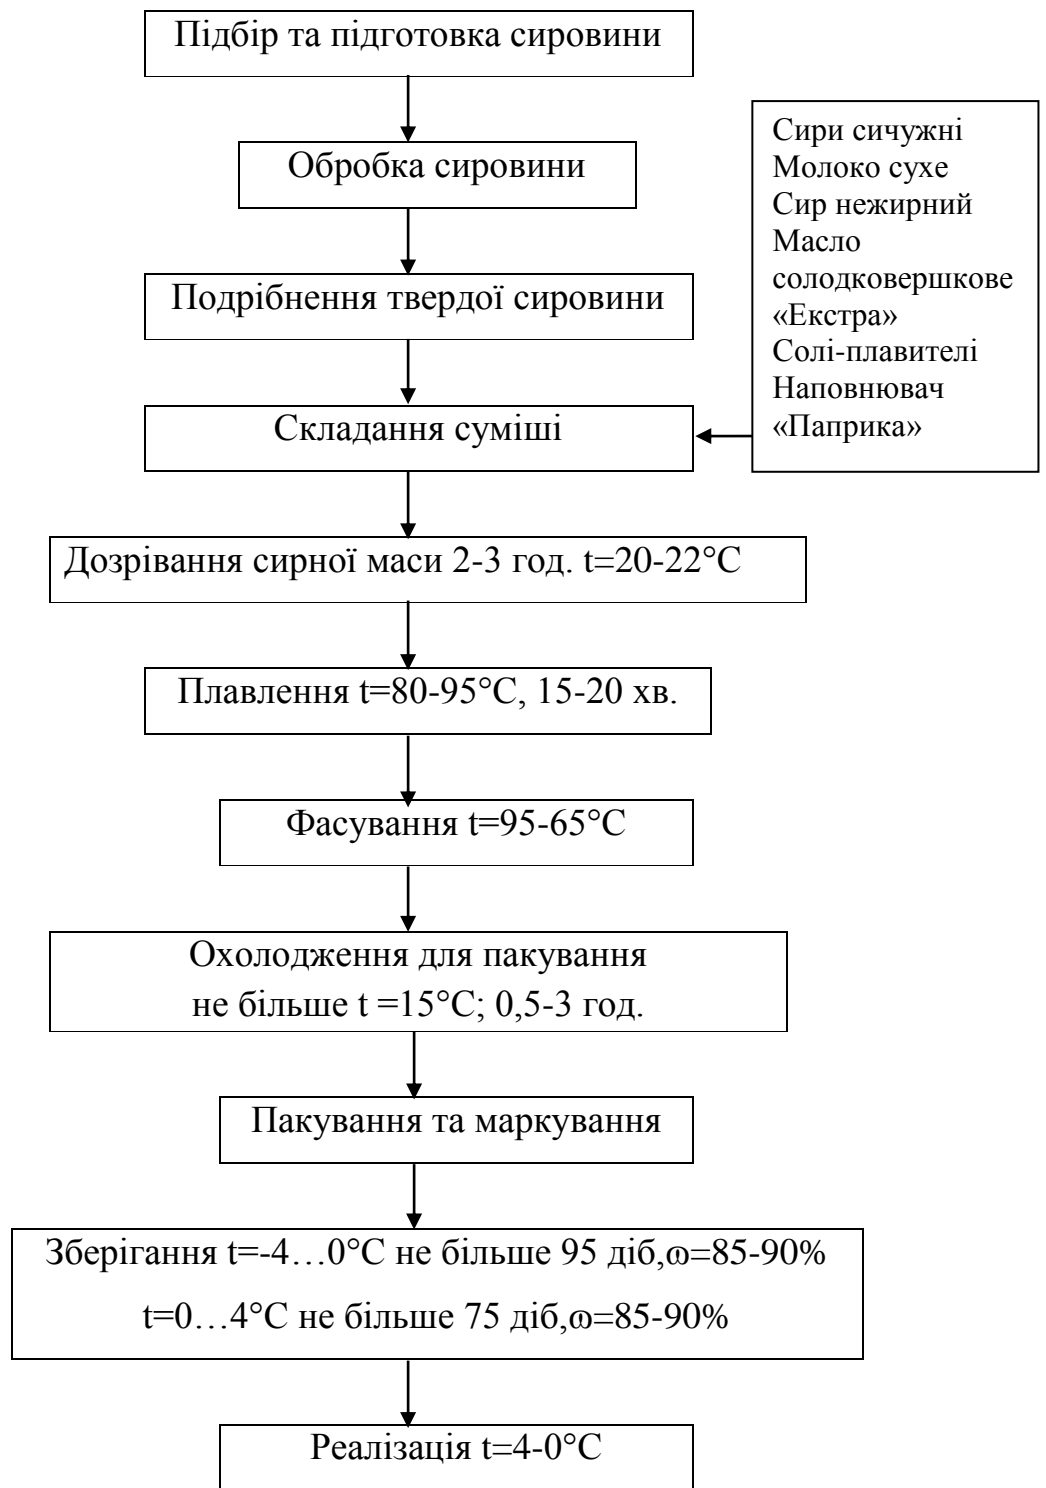 Підбір та підготовка сировини
Обробка сировини
Подрібнення твердої сировини
Складання суміші
Сири сичужні
Молоко сухе
Сир нежирний
Масло
солодковершкове
«Екстра»
Солі-плавителі
Наповнювач
«Паприка»
Дозрівання сирної маси 2-3 год. t=20-22°C
Плавлення t=80-95°C, 15-20 хв.
Фасування t=95-65°C
Охолодження для пакування
не більше t =15°C; 0,5-3 год.
Пакування та маркування
Зберігання t=-4…0°C не більше 95 діб,ω=85-90%
t=0…4°C не більше 75 діб,ω=85-90%
Реалізація t=4-0°C